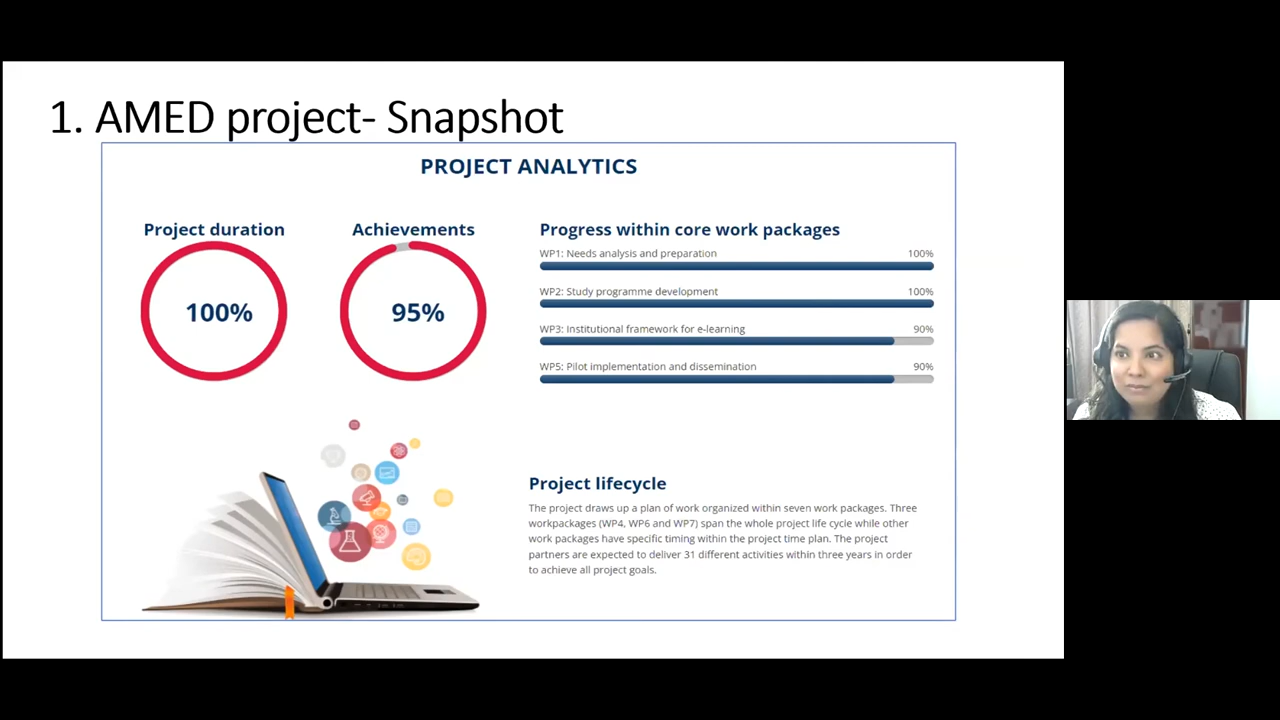 1. AMED project- Snapshot
PROJECT ANALYTICS
Project duration
100%
Achievements
95%
Progress within core work packages
WP1: Needs analysis and preparation 100%
WP2: Study programme development 100%
WP3: Institutional framework for e-learning 90%
WP5: Pilot implementation and dissemination 90%
Project lifecycle
The project draws up a plan of work organized within seven work packages. Three
workpackages (WP4, WP6 and WP7) span the whole project life cycle while other
work packages have specific timing within the project time plan. The project
partners are expected to deliver 31 different activities within three years in order
to achieve all project goals.